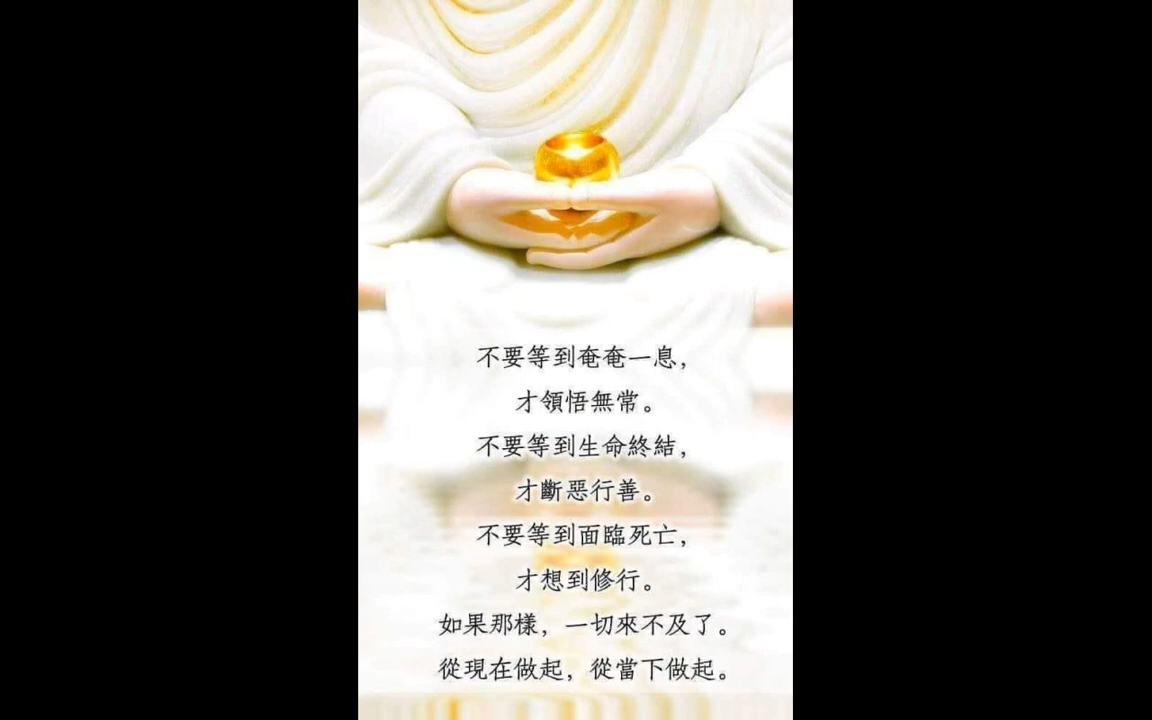 不要等到奄奄一息，
才領悟無常。
不要等到生命終結，
才斷惡行善。
不要等到面臨死亡，
才想到修行。
如果那樣，一切來不及了。
從現在做起，從當下做起。